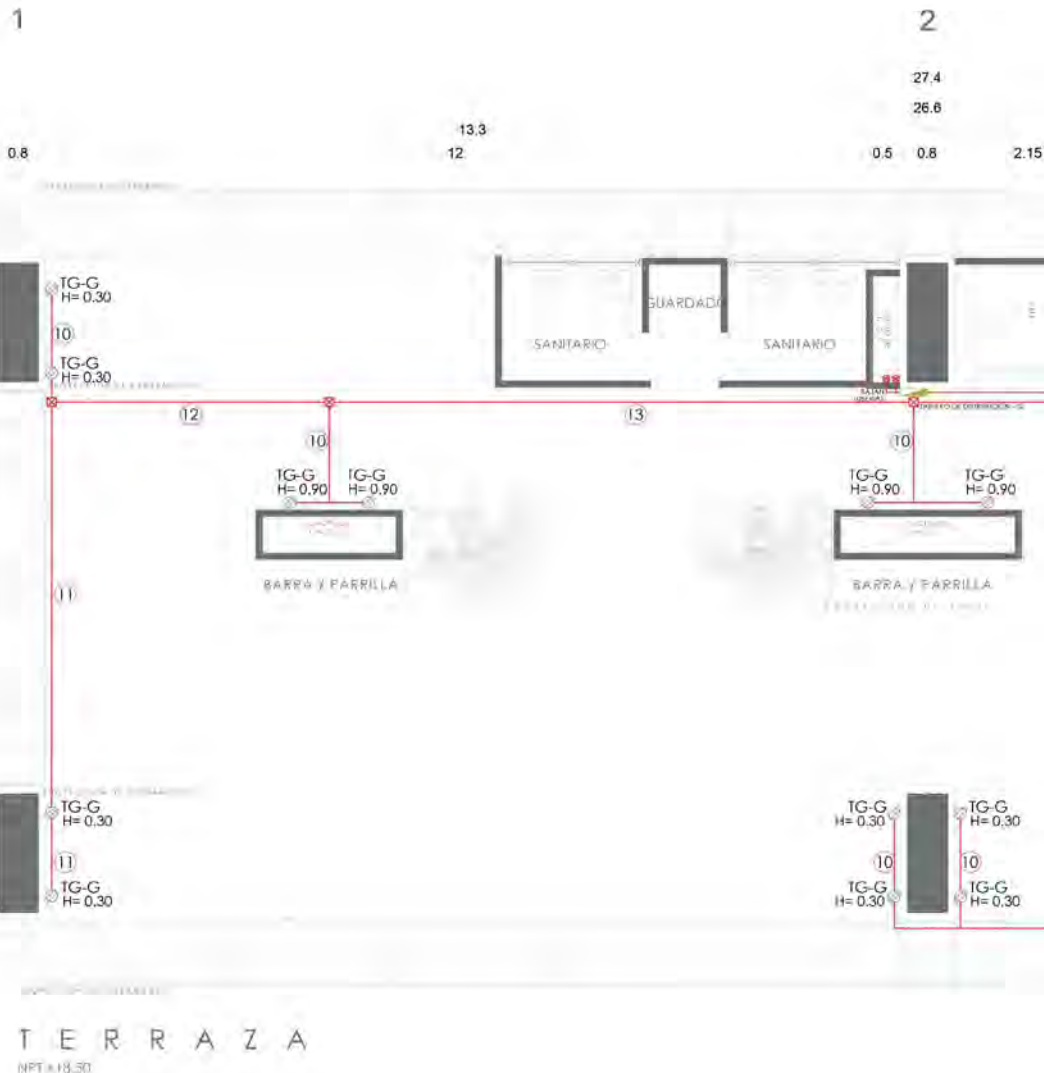 1
2
27.4
26.6
13.3
0.8
12
0.5
0.8
2.15
TG-G
H= 0.30
10
GUARDADO
SANITARIO
SANITARIO
TG-G
H= 0.30
12
13
10
10
TG-G
H= 0.90
TG-G
H= 0.90
TG-G
H= 0.90
TG-G
H= 0.90
BARRA Y PARRILLA
BARRA Y PARRILLA
11
TG-G
H= 0.30
TG-G
H= 0.30
TG-G
H= 0.30
11
10
10
TG-G
H= 0.30
TG-G
H= 0.30
TG-G
H= 0.30
TERRAZA
NPT +18.50